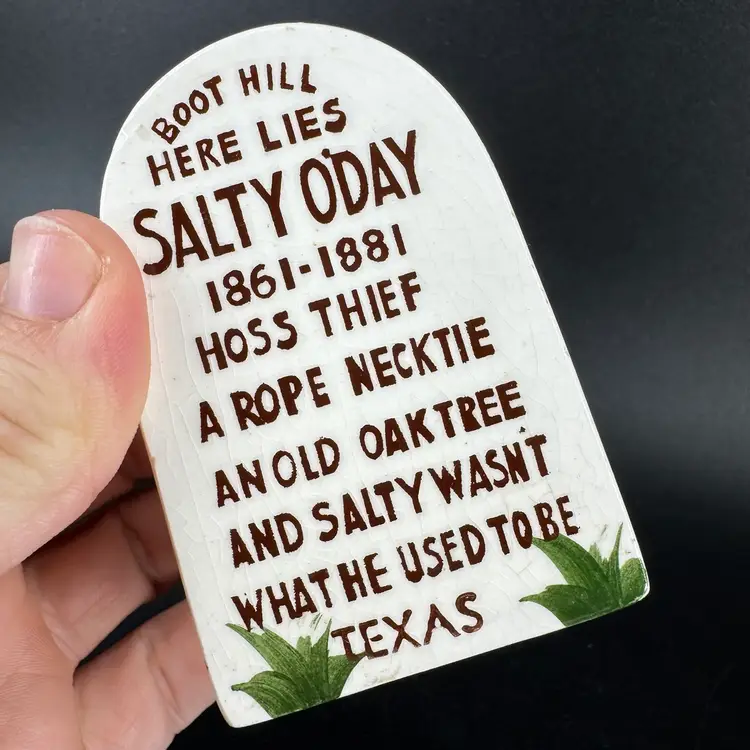 BOOT HILL
HERE LIES
SALTY O'DAY
1861-1881
HOSS THIEF
A ROPE NECKTIE
AN OLD OAK TREE
AND SALTY WASN'T
WHAT HE USED TO BE
TEXAS